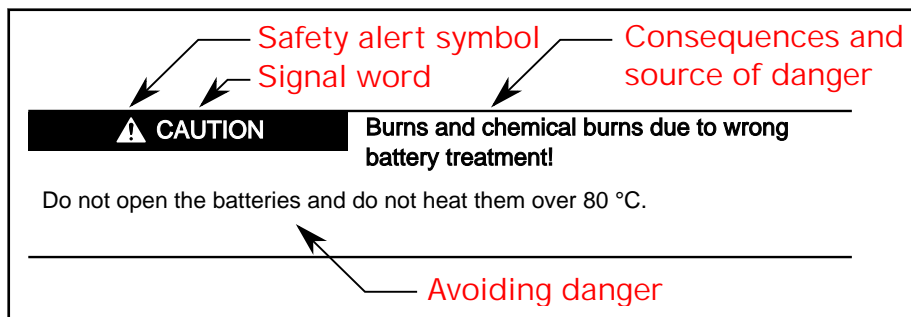 Safety alert symbol
Consequences and
Signal word
source of danger
CAUTION
Burns and chemical burns due to wrong
battery treatment!
Do not open the batteries and do not heat them over 80 °C.
Avoiding danger